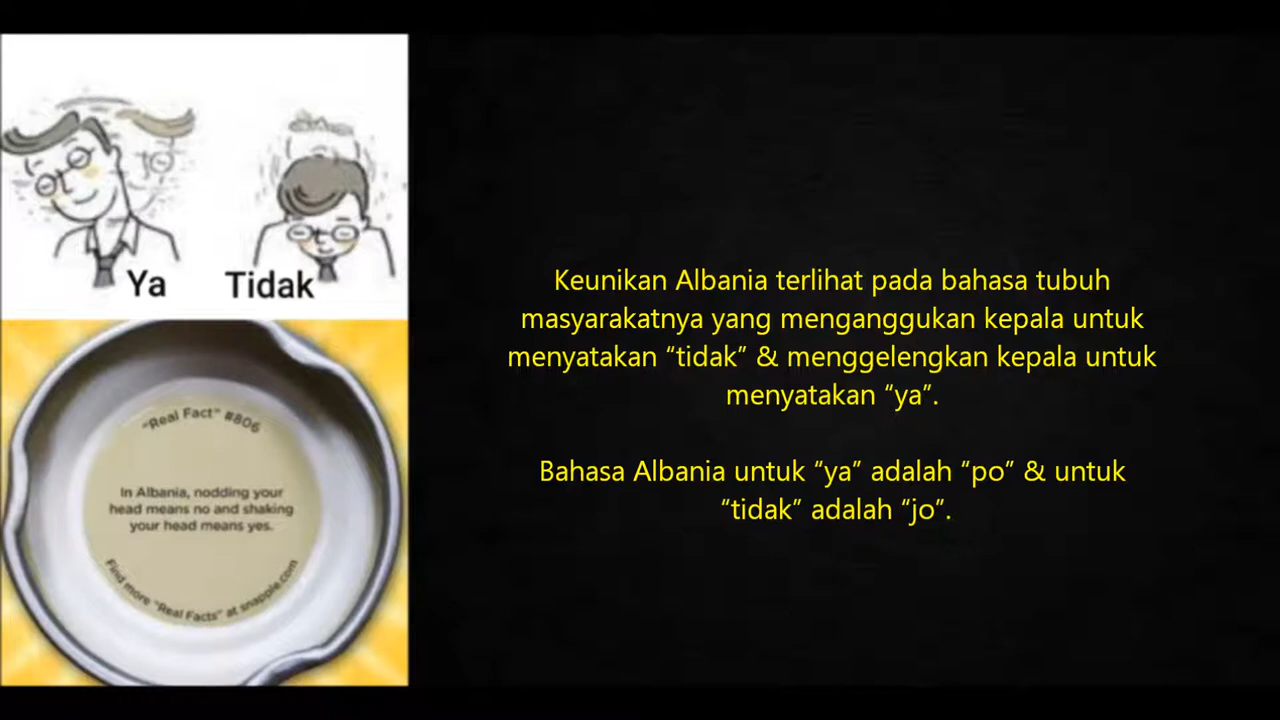 Ya
Tidak
"Real Fact" #806
In Albania, nodding your
head means no and shaking
your head means yes.
Find more "Real Facts" at snapple.com
Keunikan Albania terlihat pada bahasa tubuh
masyarakatnya yang menganggukan kepala untuk
menyatakan “tidak” & menggelengkan kepala untuk
menyatakan “ya”.
Bahasa Albania untuk “ya” adalah “po” & untuk
“tidak” adalah “jo”.